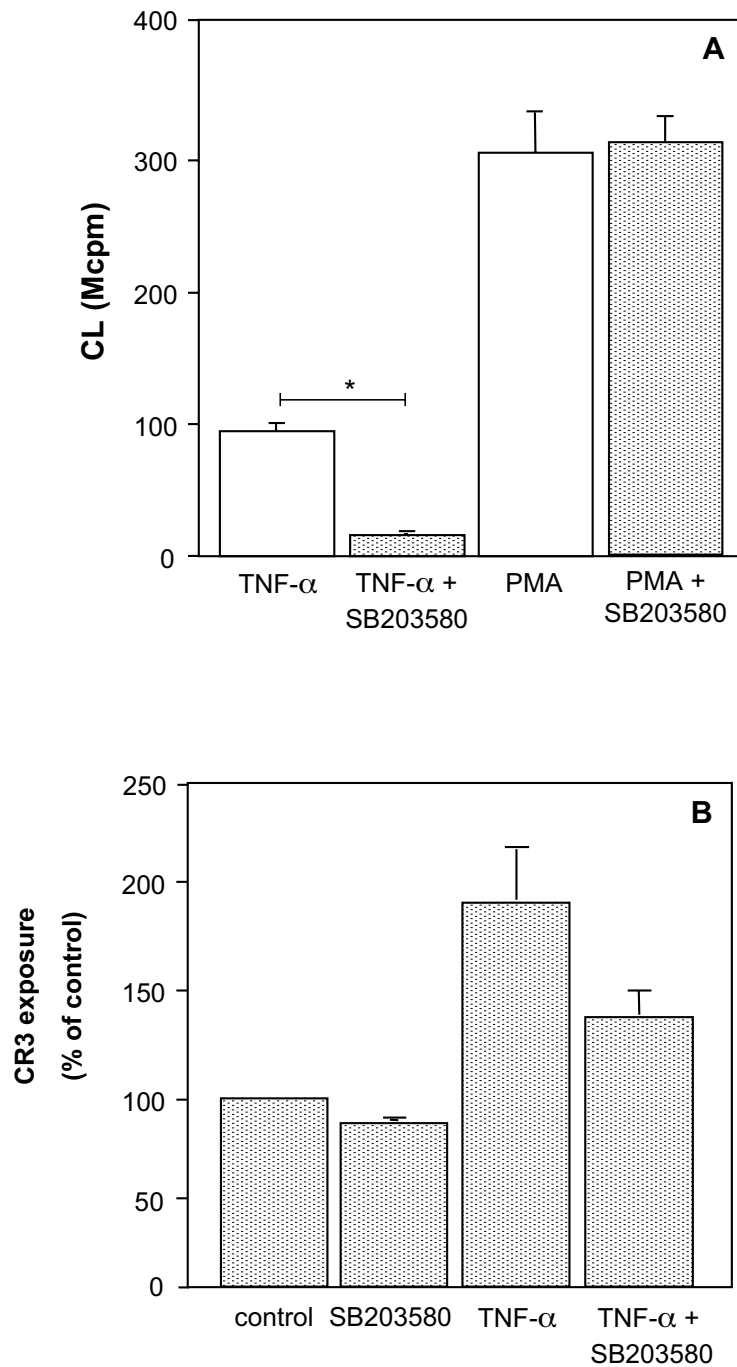 400
A
300
CL (Mcpm)
200
*
100
0
TNF-α
TNF-α +
SB203580
PMA
PMA +
SB203580
250
B
200
CR3 exposure
(% of control)
150
100
50
0
control
SB203580
TNF-α
TNF-α +
SB203580